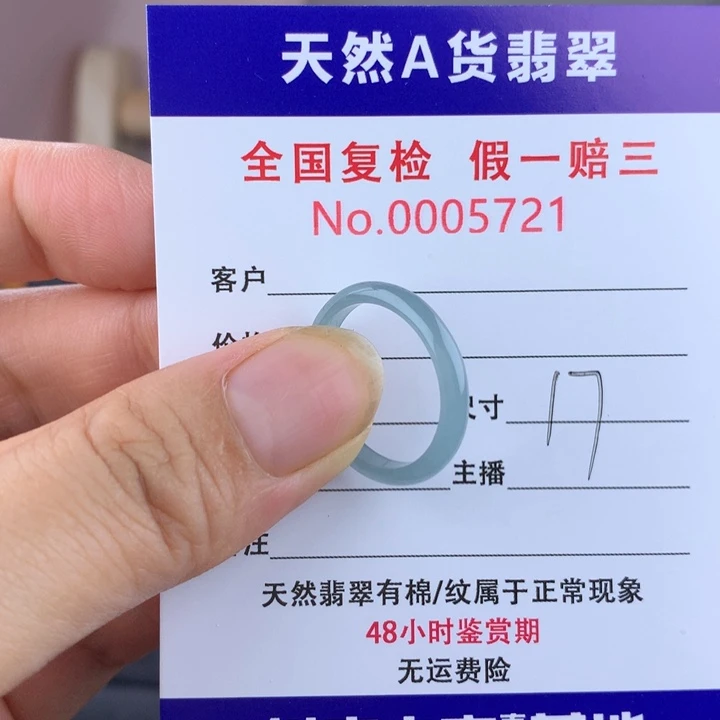 天然A货翡翠
全国复检 假一赔三
No.0005721
客户
寸 17
主播
注
天然翡翠有棉/纹属于正常现象
48小时鉴赏期
无运费险